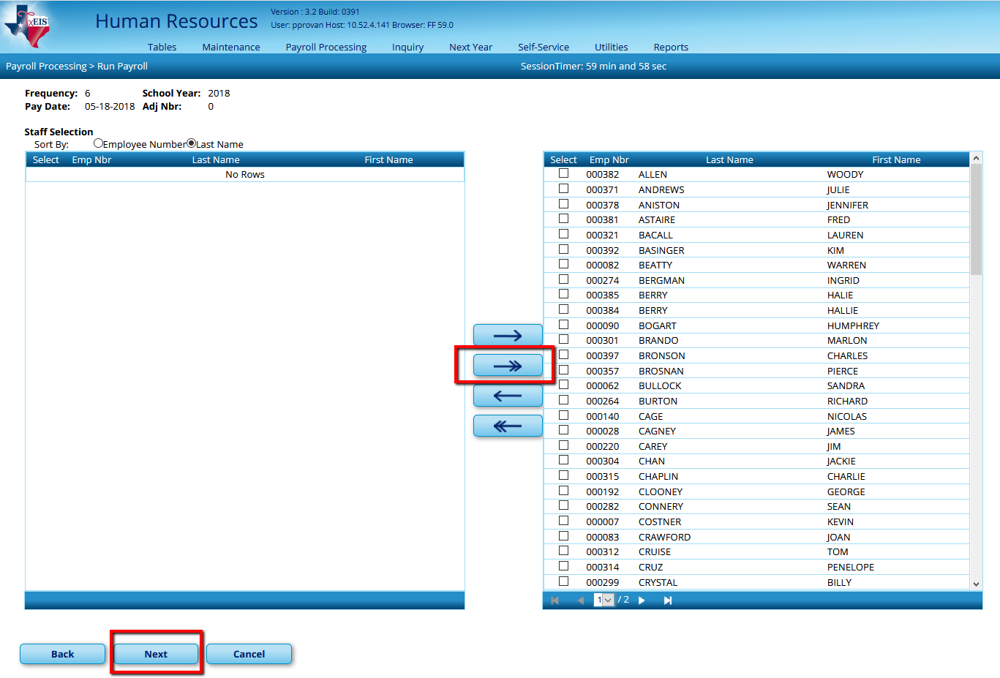 TxEIS
Human Resources
Version : 3.2 Build: 0391
User: pprovan Host: 10.52.4.141 Browser: FF 59.0
Tables Maintenance Payroll Processing Inquiry Next Year Self-Service Utilities Reports
Payroll Processing > Run Payroll SessionTimer: 59 min and 58 sec
Frequency: 6 School Year: 2018
Pay Date: 05-18-2018 Adj Nbr: 0
Staff Selection
Sort By: Employee Number Last Name
Select Emp Nbr Last Name First Name
No Rows
Select Emp Nbr Last Name First Name
000382 ALLEN WOODY
000371 ANDREWS JULIE
000378 ANISTON JENNIFER
000381 ASTAIRE FRED
000321 BACALL LAUREN
000392 BASINGER KIM
000082 BEATTY WARREN
000274 BERGMAN INGRID
000385 BERRY HALIE
000384 BERRY HALLIE
000090 BOGART HUMPHREY
000301 BRANDO MARLON
000397 BRONSON CHARLES
000357 BROSNAN PIERCE
000062 BULLOCK SANDRA
000264 BURTON RICHARD
000140 CAGE NICOLAS
000028 CAGNEY JAMES
000220 CAREY JIM
000304 CHAN JACKIE
000315 CHAPLIN CHARLIE
000192 CLOONEY GEORGE
000282 CONNERY SEAN
000007 COSTNER KEVIN
000083 CRAWFORD JOAN
000312 CRUISE TOM
000314 CRUZ PENELOPE
000299 CRYSTAL BILLY
1 / 2
Back Next Cancel